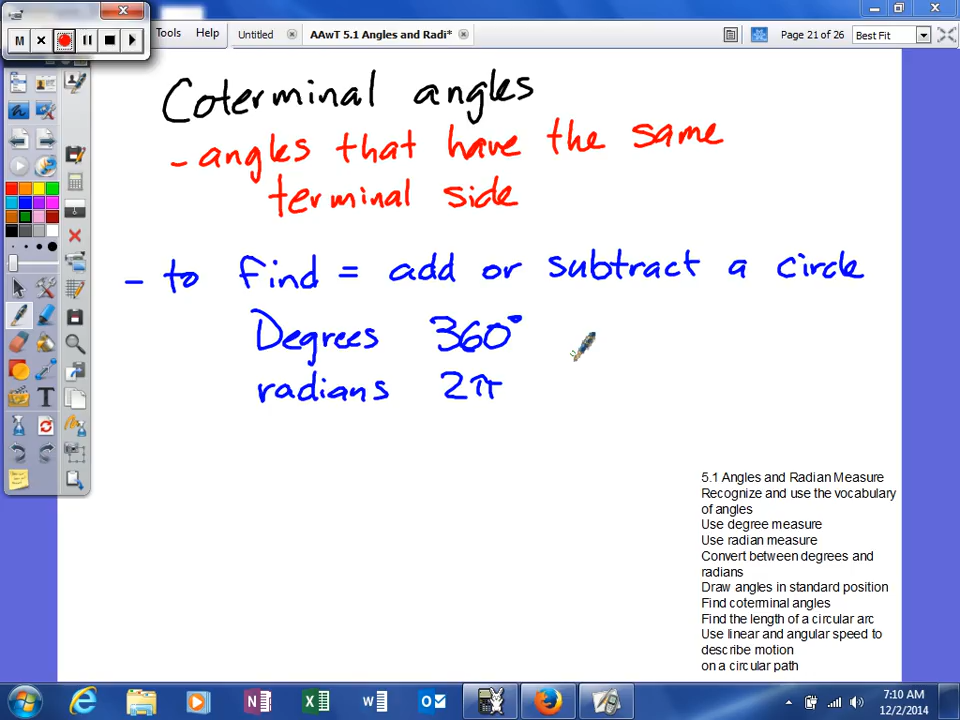 M
Tools Help Untitled AAwT 5.1 Angles and Radi* Page 21 of 26 Best Fit
Coterminal angles
- angles that have the same
terminal side
- to find = add or subtract a circle
Degrees 360°
radians 2π
5.1 Angles and Radian Measure
Recognize and use the vocabulary
of angles
Use degree measure
Use radian measure
Convert between degrees and
radians
Draw angles in standard position
Find coterminal angles
Find the length of a circular arc
Use linear and angular speed to
describe motion
on a circular path
7:10 AM
12/2/2014